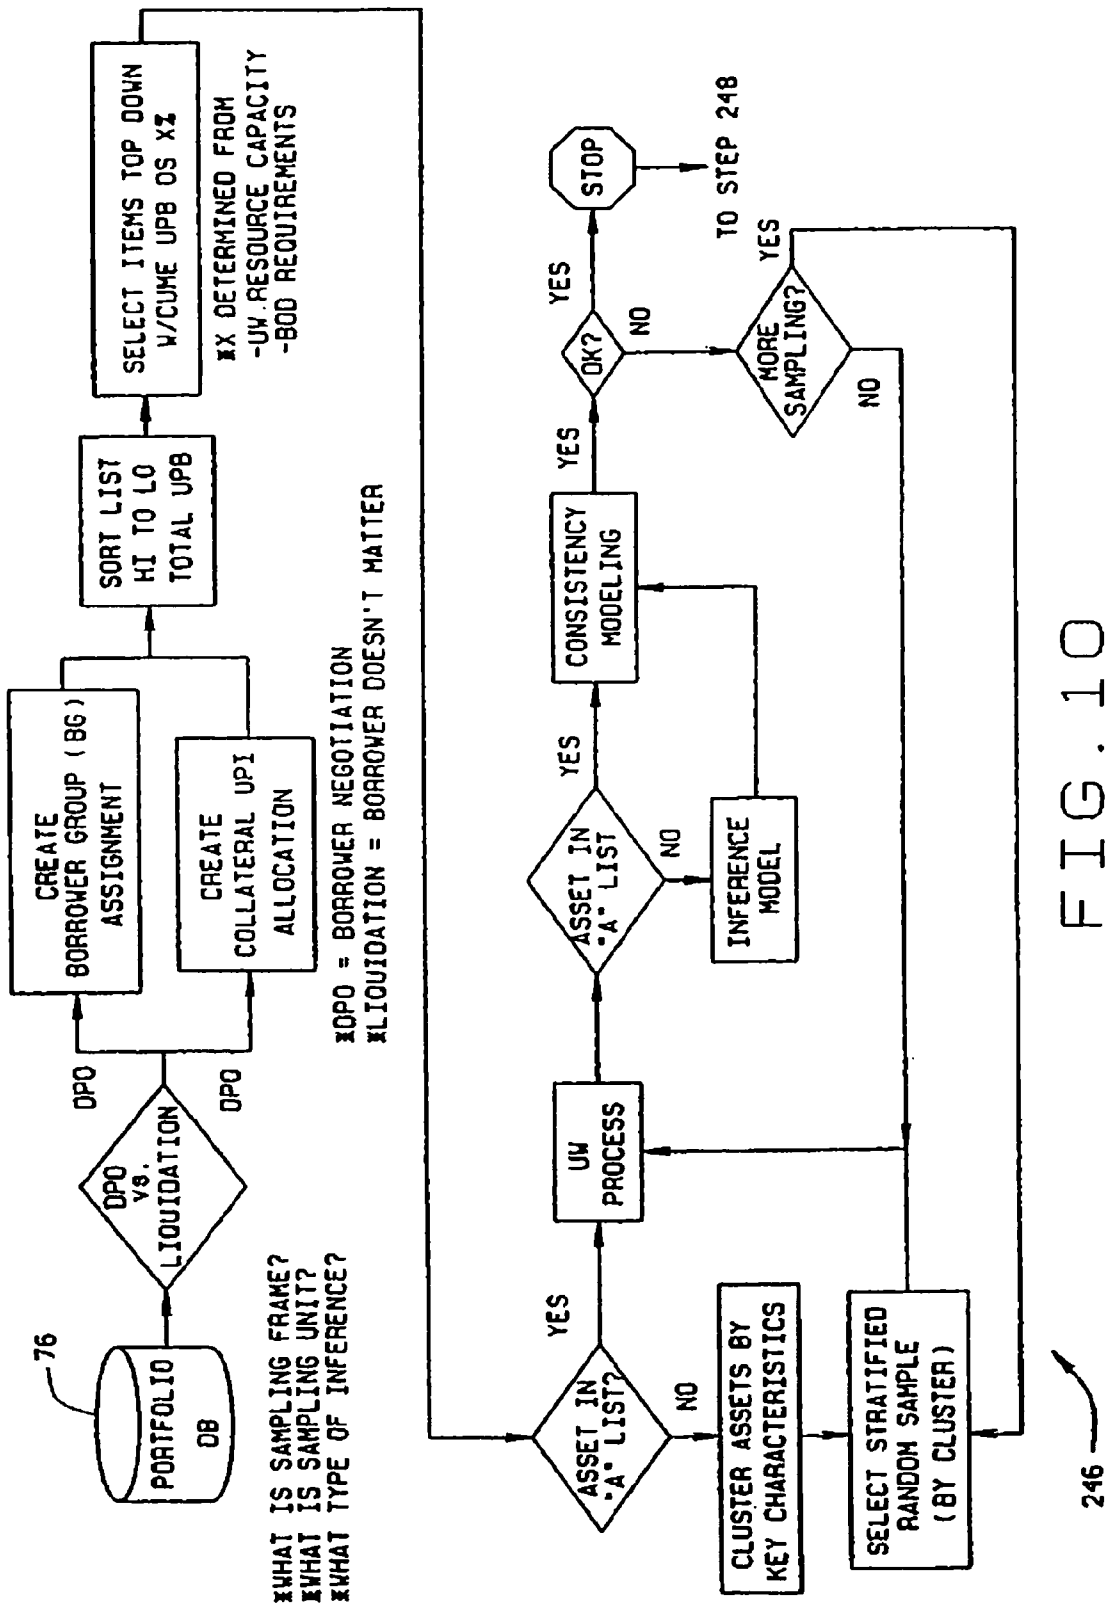 76
PORTFOLIO
DB
*WHAT IS SAMPLING FRAME?
*WHAT IS SAMPLING UNIT?
*WHAT TYPE OF INFERENCE?
DPO
vs.
LIQUIDATION
DPO
DPO
CREATE
BORROWER GROUP (BG)
ASSIGNMENT
CREATE
COLLATERAL UPI
ALLOCATION
*DPO = BORROWER NEGOTIATION
*LIQUIDATION = BORROWER DOESN'T MATTER
SORT LIST
HI TO LO
TOTAL UPB
SELECT ITEMS TOP DOWN
W/CUME UPB OS X%
*X DETERMINED FROM
-UW.RESOURCE CAPACITY
-BOD REQUIREMENTS
ASSET IN
"A" LIST?
YES
NO
CLUSTER ASSETS BY
KEY CHARACTERISTICS
SELECT STRATIFIED
RANDOM SAMPLE
(BY CLUSTER)
UW
PROCESS
ASSET IN
"A" LIST
YES
NO
INFERENCE
MODEL
CONSISTENCY
MODELING
YES
OK?
YES
NO
STOP
TO STEP 248
MORE
SAMPLING?
YES
NO
246
FIG. 10